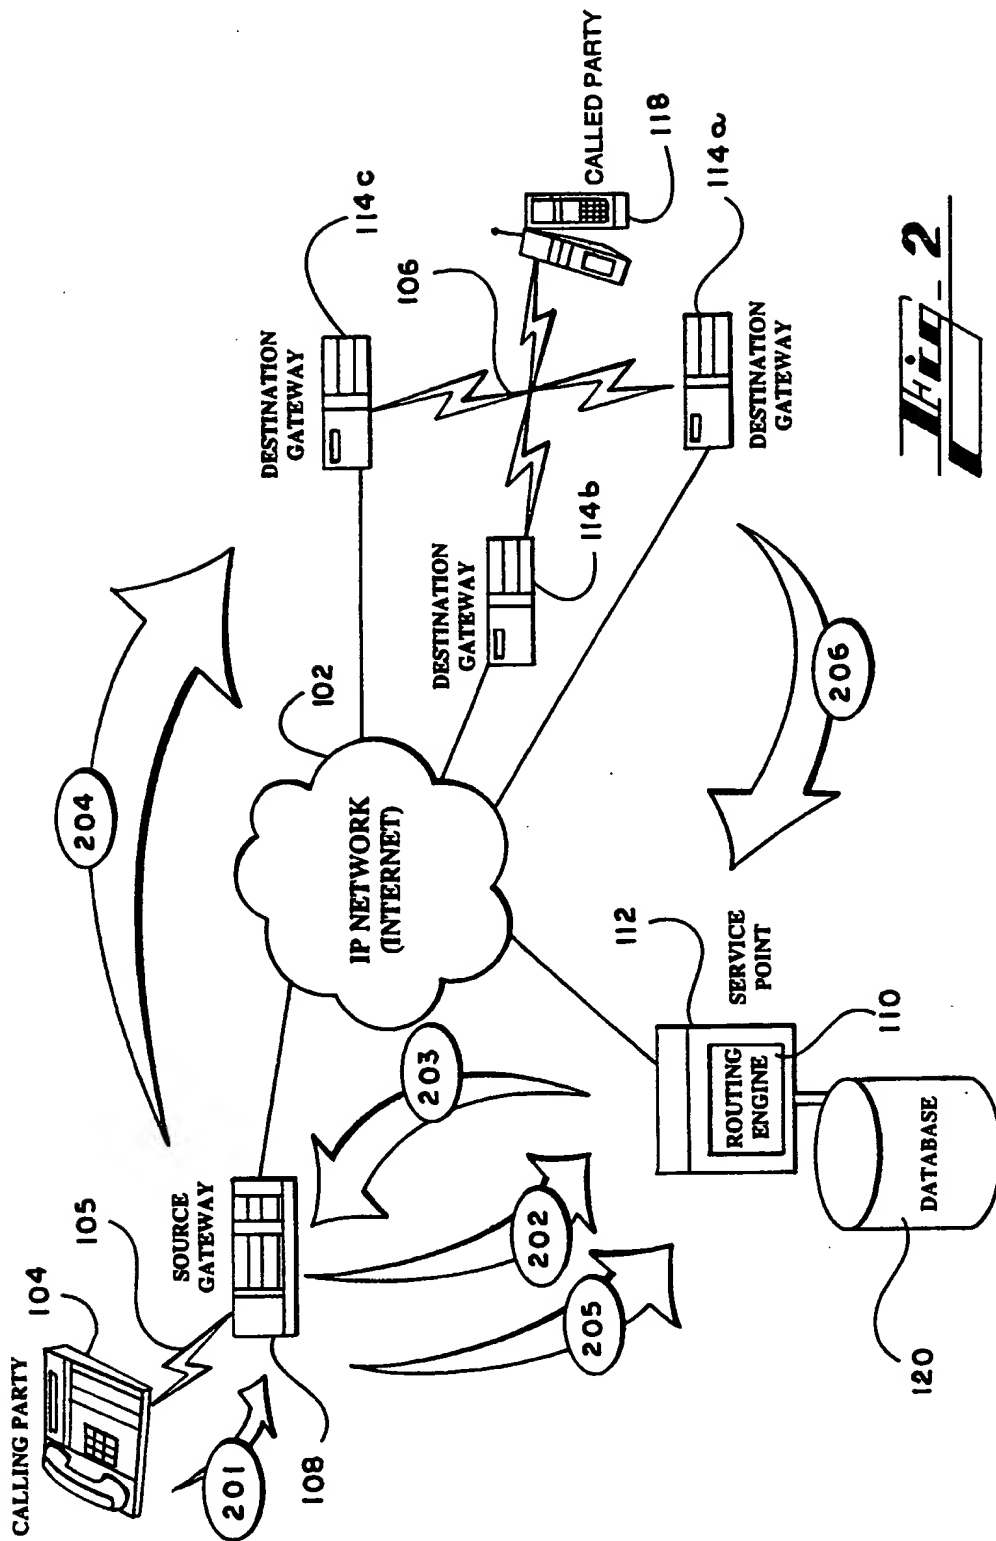 CALLING PARTY
104
105
201
108
SOURCE
GATEWAY
204
102
IP NETWORK
(INTERNET)
203
202
205
DESTINATION
GATEWAY
114c
DESTINATION
GATEWAY
114b
106
CALLED PARTY
118
114a
DESTINATION
GATEWAY
206
112
SERVICE
POINT
ROUTING
ENGINE
110
DATABASE
120
Fig_2